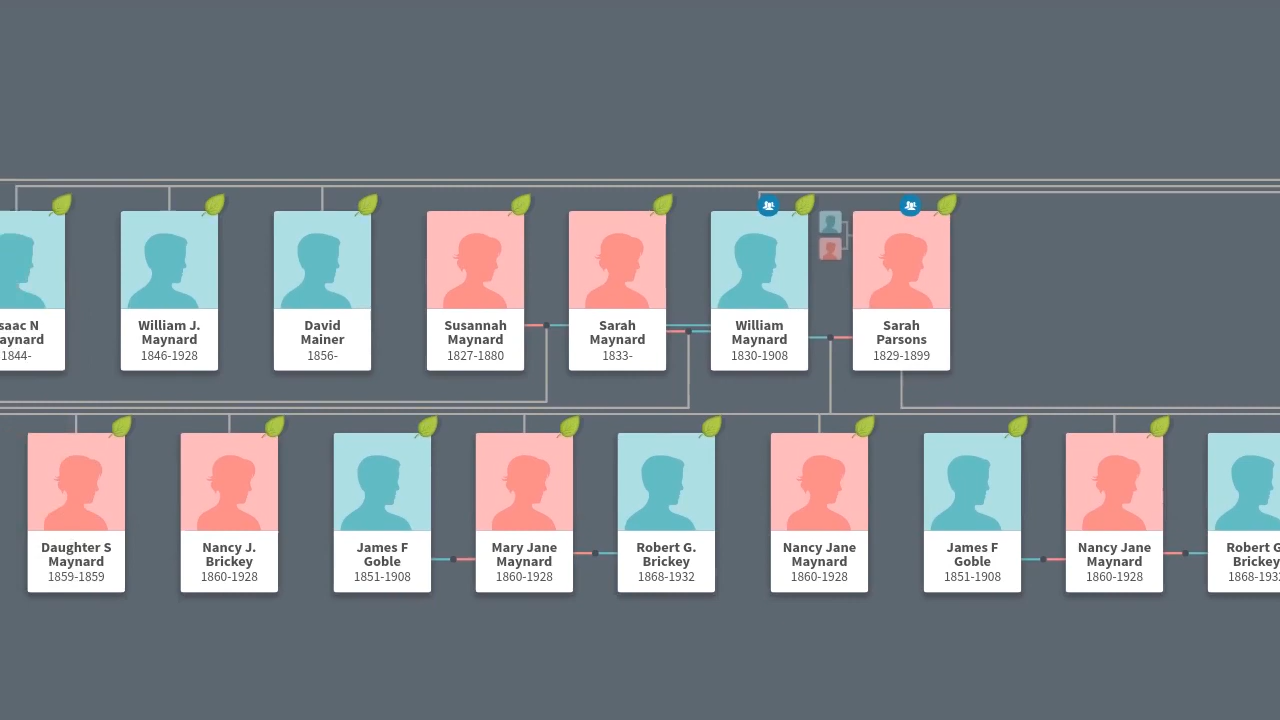 saac N
aynard
1844-
William J.
Maynard
1846-1928
David
Mainer
1856-
Susannah
Maynard
1827-1880
Sarah
Maynard
1833-
William
Maynard
1830-1908
Sarah
Parsons
1829-1899
Daughter S
Maynard
1859-1859
Nancy J.
Brickey
1860-1928
James F
Goble
1851-1908
Mary Jane
Maynard
1860-1928
Robert G.
Brickey
1868-1932
Nancy Jane
Maynard
1860-1928
James F
Goble
1851-1908
Nancy Jane
Maynard
1860-1928
Robert G
Brickey
1868-193